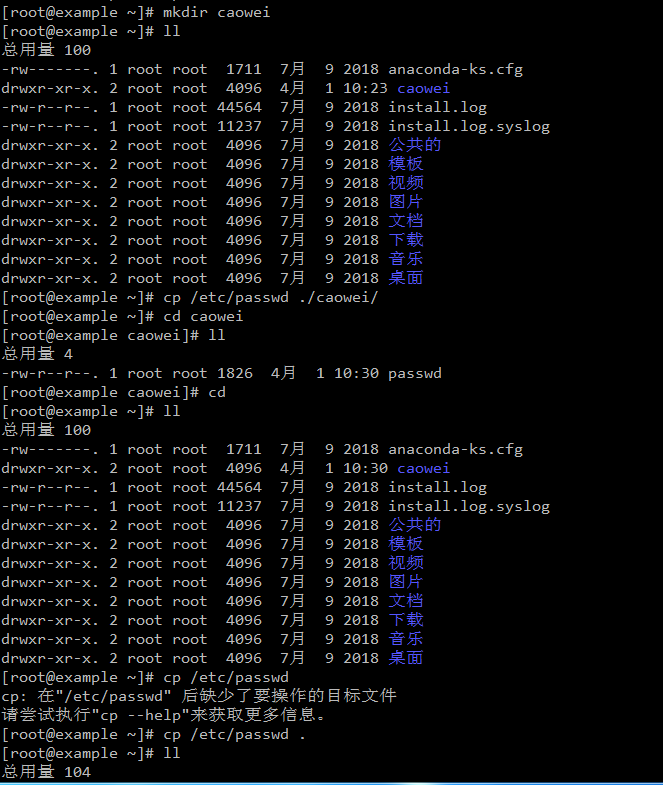 [root@example ~]# mkdir caowei
[root@example ~]# ll
总用量 100
-rw-------. 1 root root  1711  7月  9 2018 anaconda-ks.cfg
drwxr-xr-x. 2 root root  4096  4月  1 10:23 caowei
-rw-r--r--. 1 root root 44564  7月  9 2018 install.log
-rw-r--r--. 1 root root 11237  7月  9 2018 install.log.syslog
drwxr-xr-x. 2 root root  4096  7月  9 2018 公共的
drwxr-xr-x. 2 root root  4096  7月  9 2018 模板
drwxr-xr-x. 2 root root  4096  7月  9 2018 视频
drwxr-xr-x. 2 root root  4096  7月  9 2018 图片
drwxr-xr-x. 2 root root  4096  7月  9 2018 文档
drwxr-xr-x. 2 root root  4096  7月  9 2018 下载
drwxr-xr-x. 2 root root  4096  7月  9 2018 音乐
drwxr-xr-x. 2 root root  4096  7月  9 2018 桌面
[root@example ~]# cp /etc/passwd ./caowei/
[root@example ~]# cd caowei
[root@example caowei]# ll
总用量 4
-rw-r--r--. 1 root root 1826  4月  1 10:30 passwd
[root@example caowei]# cd
[root@example ~]# ll
总用量 100
-rw-------. 1 root root  1711  7月  9 2018 anaconda-ks.cfg
drwxr-xr-x. 2 root root  4096  4月  1 10:30 caowei
-rw-r--r--. 1 root root 44564  7月  9 2018 install.log
-rw-r--r--. 1 root root 11237  7月  9 2018 install.log.syslog
drwxr-xr-x. 2 root root  4096  7月  9 2018 公共的
drwxr-xr-x. 2 root root  4096  7月  9 2018 模板
drwxr-xr-x. 2 root root  4096  7月  9 2018 视频
drwxr-xr-x. 2 root root  4096  7月  9 2018 图片
drwxr-xr-x. 2 root root  4096  7月  9 2018 文档
drwxr-xr-x. 2 root root  4096  7月  9 2018 下载
drwxr-xr-x. 2 root root  4096  7月  9 2018 音乐
drwxr-xr-x. 2 root root  4096  7月  9 2018 桌面
[root@example ~]# cp /etc/passwd
cp: 在"/etc/passwd" 后缺少了要操作的目标文件
请尝试执行"cp --help"来获取更多信息。
[root@example ~]# cp /etc/passwd .
[root@example ~]# ll
总用量 104